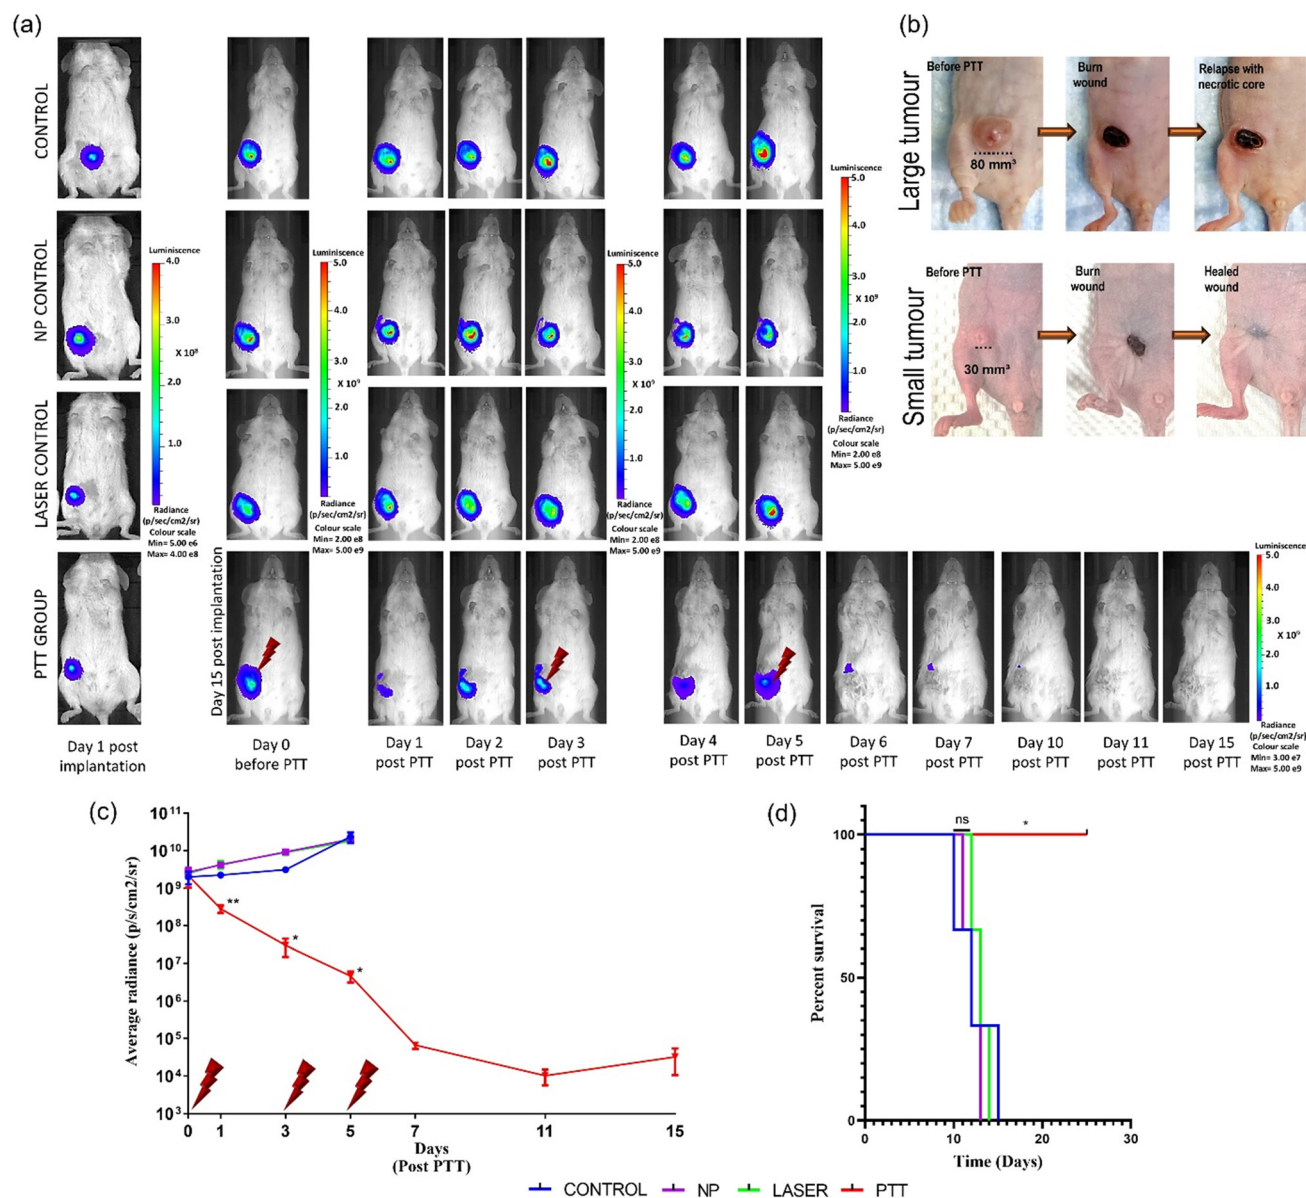 (a)
CONTROL
NP CONTROL
LASER CONTROL
PTT GROUP
Luminiscence
4.0
3.0
X 10⁸
2.0
1.0
Radiance
(p/sec/cm2/sr)
Colour scale
Min= 5.00 e6
Max= 4.00 e8
Day 15 post implantation
Luminiscence
5.0
4.0
X 10⁹
3.0
2.0
1.0
Radiance
(p/sec/cm2/sr)
Colour scale
Min= 2.00 e8
Max= 5.00 e9
Luminiscence
5.0
4.0
3.0
X 10⁹
2.0
1.0
Radiance
(p/sec/cm2/sr)
Colour scale
Min= 2.00 e8
Max= 5.00 e9
Luminiscence
5.0
4.0
X 10⁹
3.0
2.0
1.0
Radiance
(p/sec/cm2/sr)
Colour scale
Min= 2.00 e8
Max= 5.00 e9
Luminiscence
5.0
4.0
3.0
X 10⁹
2.0
1.0
Radiance
(p/sec/cm2/sr)
Colour scale
Min= 3.00 e7
Max= 5.00 e9
Day 1 post
implantation
Day 0
before PTT
Day 1
post PTT
Day 2
post PTT
Day 3
post PTT
Day 4
post PTT
Day 5
post PTT
Day 6
post PTT
Day 7
post PTT
Day 10
post PTT
Day 11
post PTT
Day 15
post PTT
(b)
Large tumour
Before PTT
80 mm³
Burn
wound
Relapse with
necrotic core
Small tumour
Before PTT
30 mm³
Burn
wound
Healed
wound
(c)
Average radiance (p/s/cm2/sr)
10¹¹
10¹⁰
10⁹
10⁸
10⁷
10⁶
10⁵
10⁴
10³
**
*
*
0 1 3 5 7 11 15
Days
(Post PTT)
(d)
Percent survival
100
50
0
ns
*
0 10 20 30
Time (Days)
CONTROL NP LASER PTT